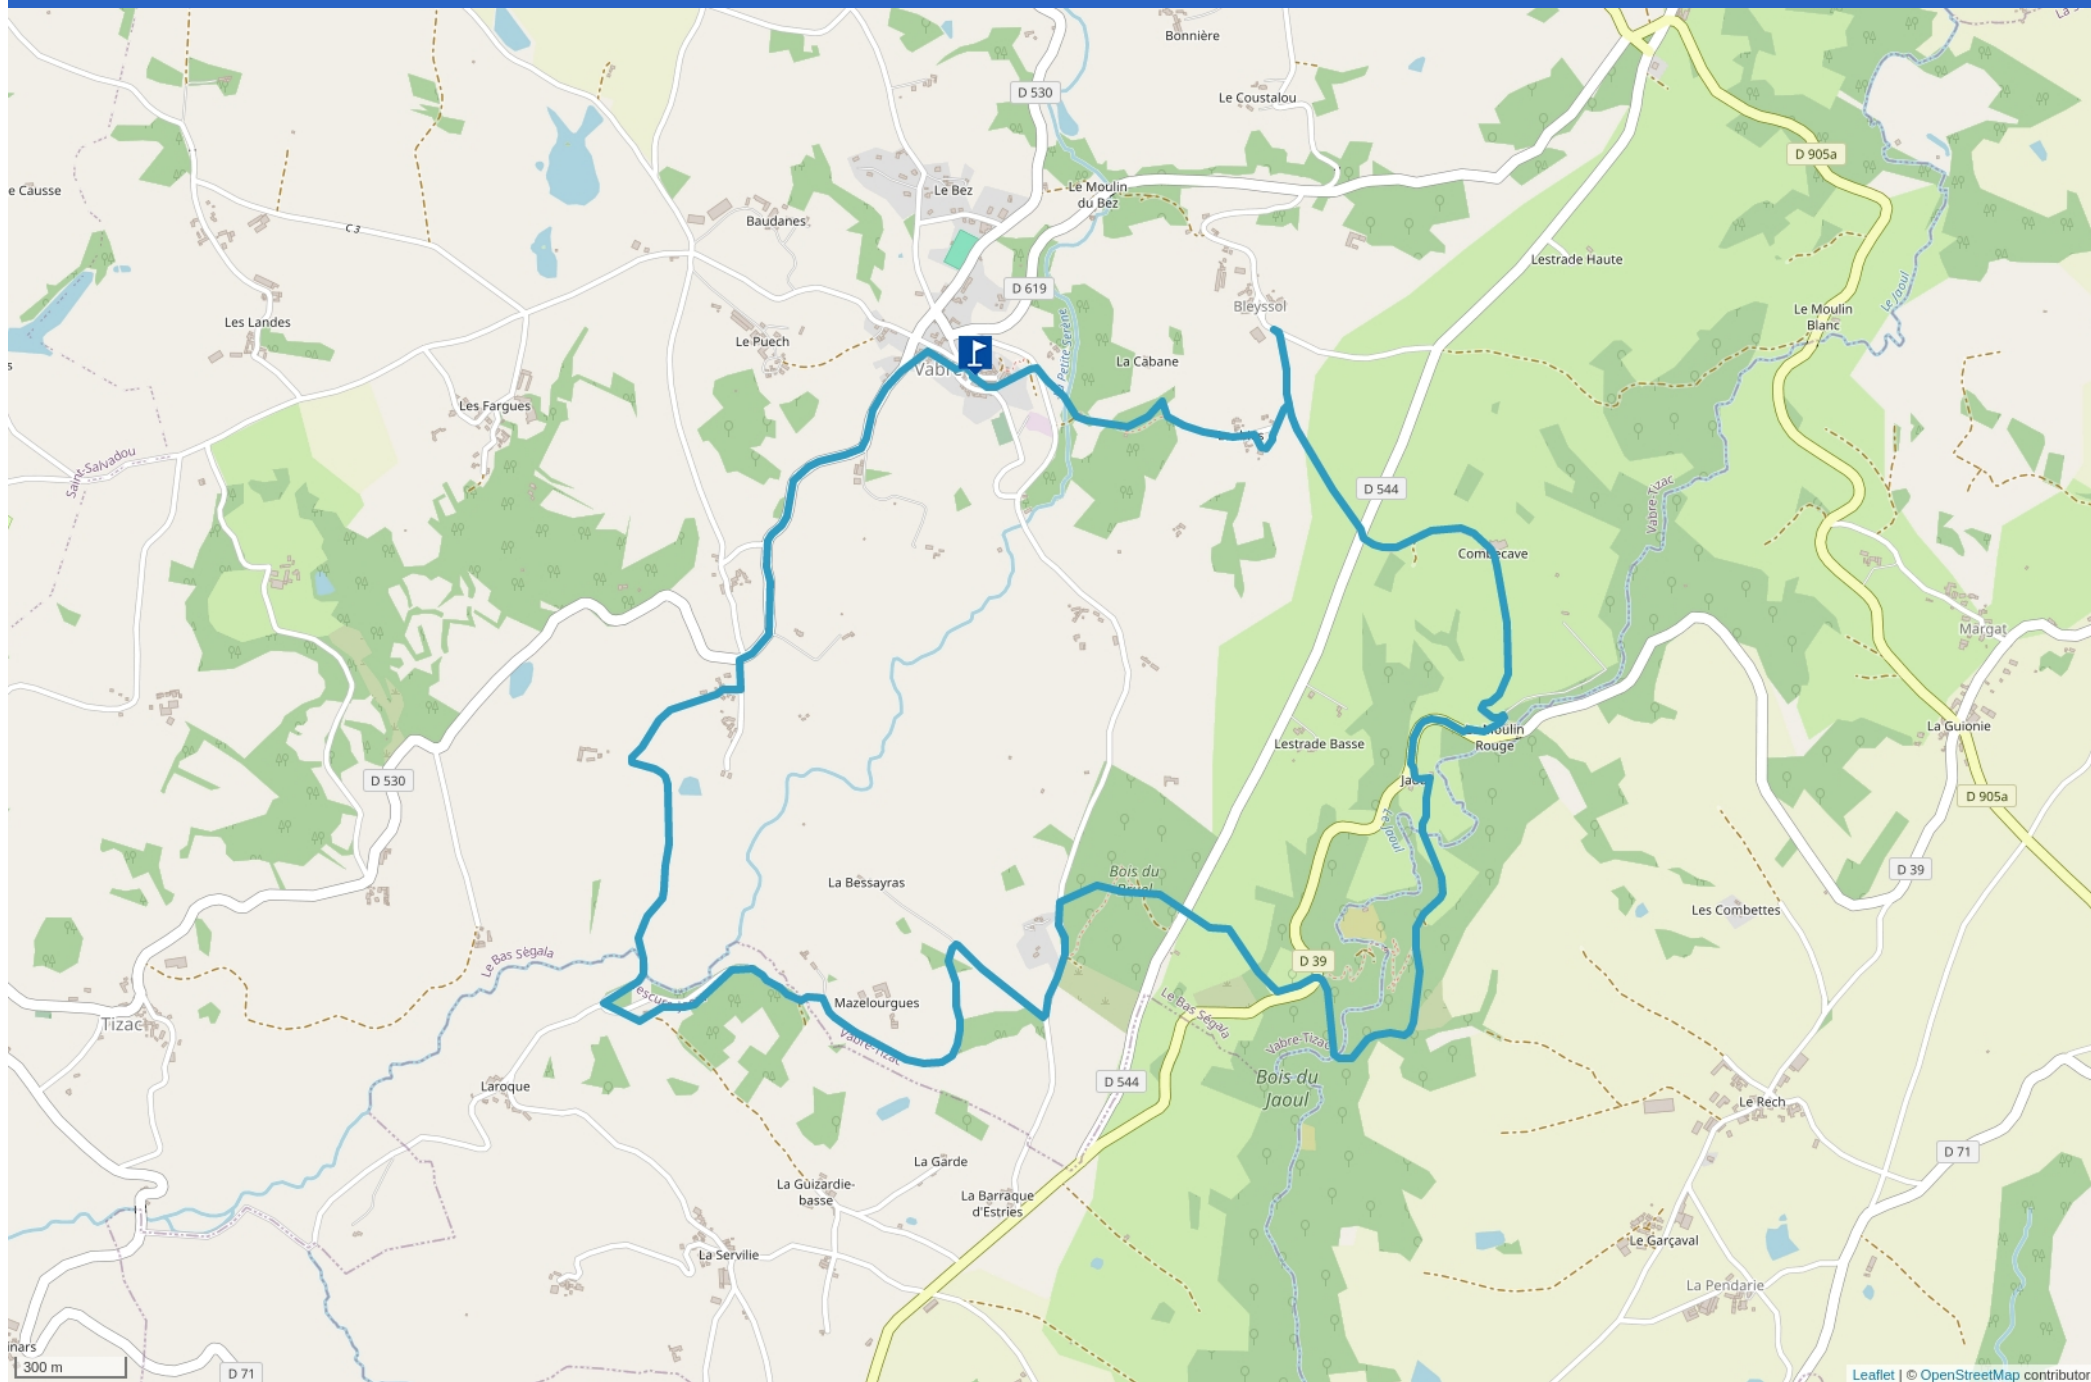 Bonnière
D 530
Le Coustalou
D 905a
e Causse
Le Bez
Le Moulin
du Bez
Baudanes
C 3
Lestrade Haute
D 619
Le Jaoul
Bleyssol
Le Moulin
Blanc
Les Landes
Le Puech
La Petite Serène
La Cabane
Vabre
Les Fargues
Saint-Salvadou
D 544
Vabre-Tizac
Combecave
Margat
Moulin
Rouge
La Guionie
Lestrade Basse
D 530
D 905a
Le Jaoul
La Bessayras
Bois du
D 39
Les Combettes
Le Bas Ségala
D 39
Mazelourgues
Le Bas Ségala
Tizac
Vabre-Tizac
Vabre-Tizac
Bois du
Jaoul
D 544
Laroque
Le Rech
La Garde
D 71
La Guizardie-
basse
La Barraque
d'Estries
La Servilie
Le Garçaval
La Pendarie
inars
300 m
D 71
Leaflet | © OpenStreetMap contributor